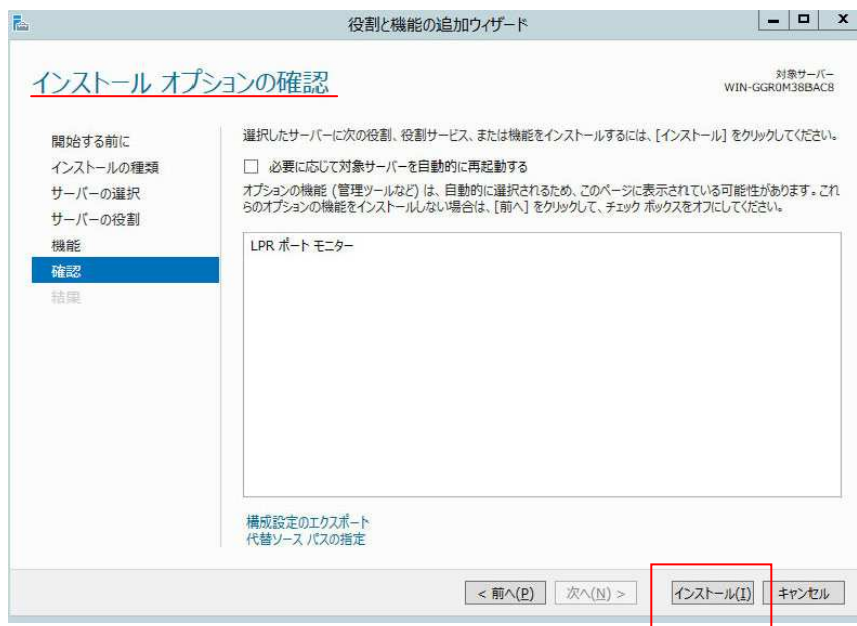 役割と機能の追加ウィザード
インストール オプションの確認
対象サーバー
WIN-GGR0M38BAC8
開始する前に
インストールの種類
サーバーの選択
サーバーの役割
機能
確認
結果
選択したサーバーに次の役割、役割サービス、または機能をインストールするには、[インストール] をクリックしてください。
必要に応じて対象サーバーを自動的に再起動する
オプションの機能 (管理ツールなど) は、自動的に選択されるため、このページに表示されている可能性があります。これ
らのオプションの機能をインストールしない場合は、[前へ] をクリックして、チェック ボックスをオフにしてください。
LPR ポート モニター
構成設定のエクスポート
代替ソース パスの指定
< 前へ(P)
次へ(N) >
インストール(I)
キャンセル